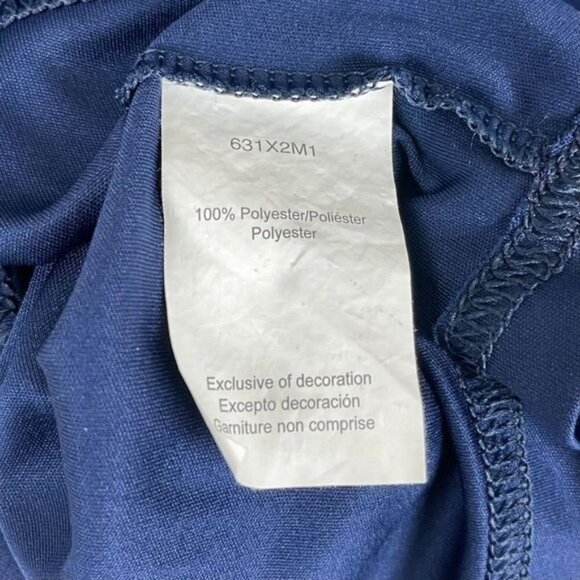 631X2M1
100% Polyester/Poliéster
Polyester
Exclusive of decoration
Excepto decoración
Garniture non comprise